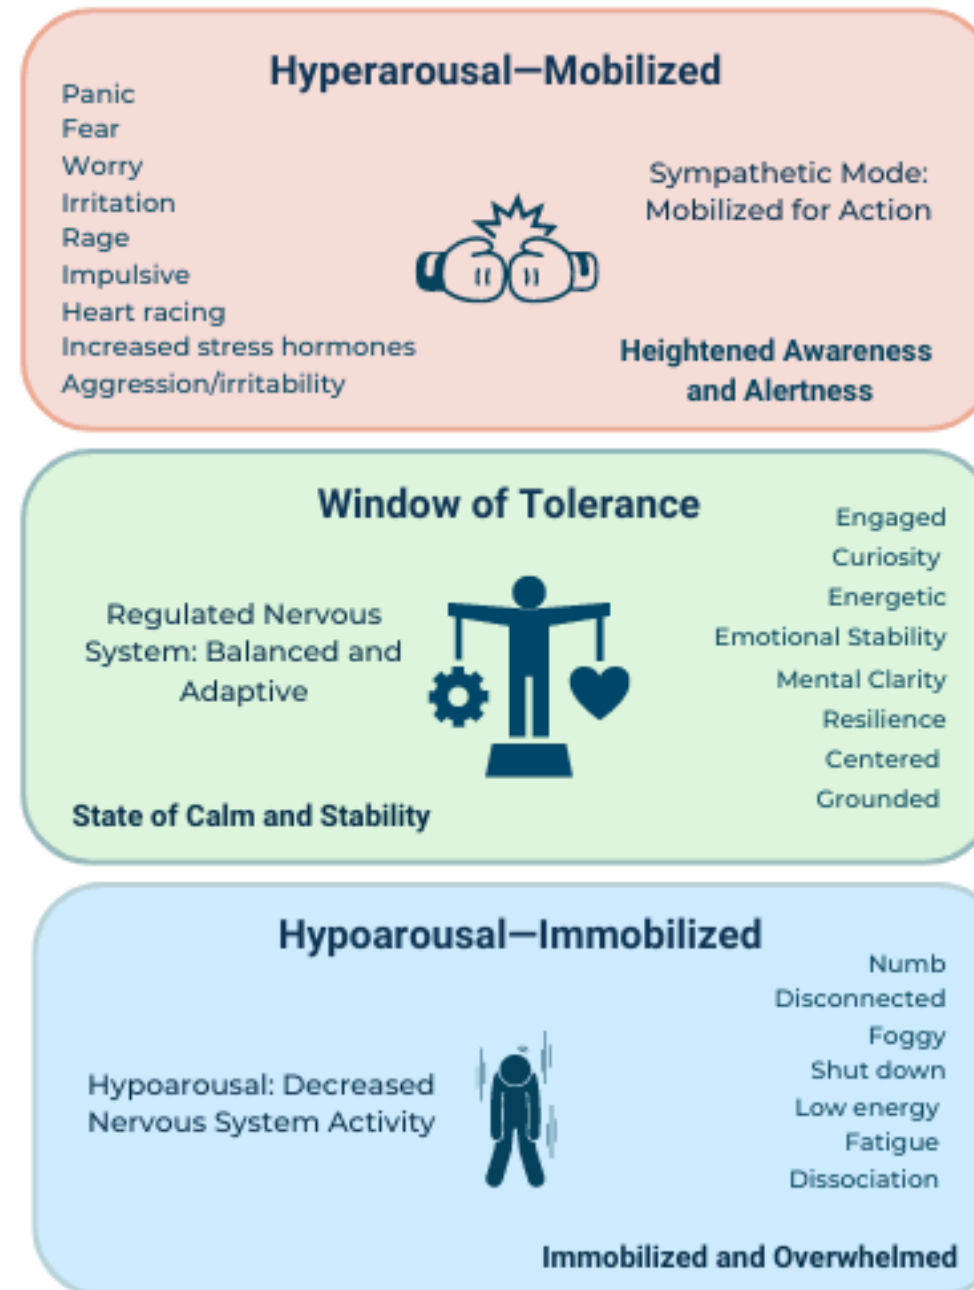 Hyperarousal—Mobilized
Panic
Fear
Worry
Irritation
Rage
Impulsive
Heart racing
Increased stress hormones
Aggression/irritability
Sympathetic Mode:
Mobilized for Action
Heightened Awareness
and Alertness
Window of Tolerance
Regulated Nervous
System: Balanced and
Adaptive
State of Calm and Stability
Engaged
Curiosity
Energetic
Emotional Stability
Mental Clarity
Resilience
Centered
Grounded
Hypoarousal—Immobilized
Hypoarousal: Decreased
Nervous System Activity
Numb
Disconnected
Foggy
Shut down
Low energy
Fatigue
Dissociation
Immobilized and Overwhelmed